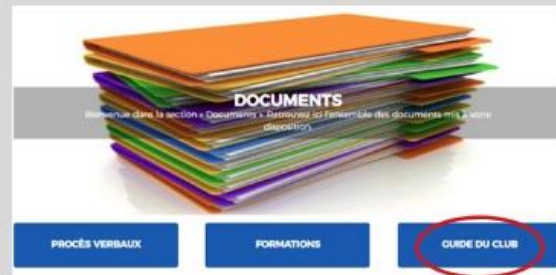 DOCUMENTS
Bienvenue dans la section « Documents ». Retrouvez ici l'ensemble des documents mis à votre
disposition.
PROCÈS VERBAUX
FORMATIONS
GUIDE DU CLUB